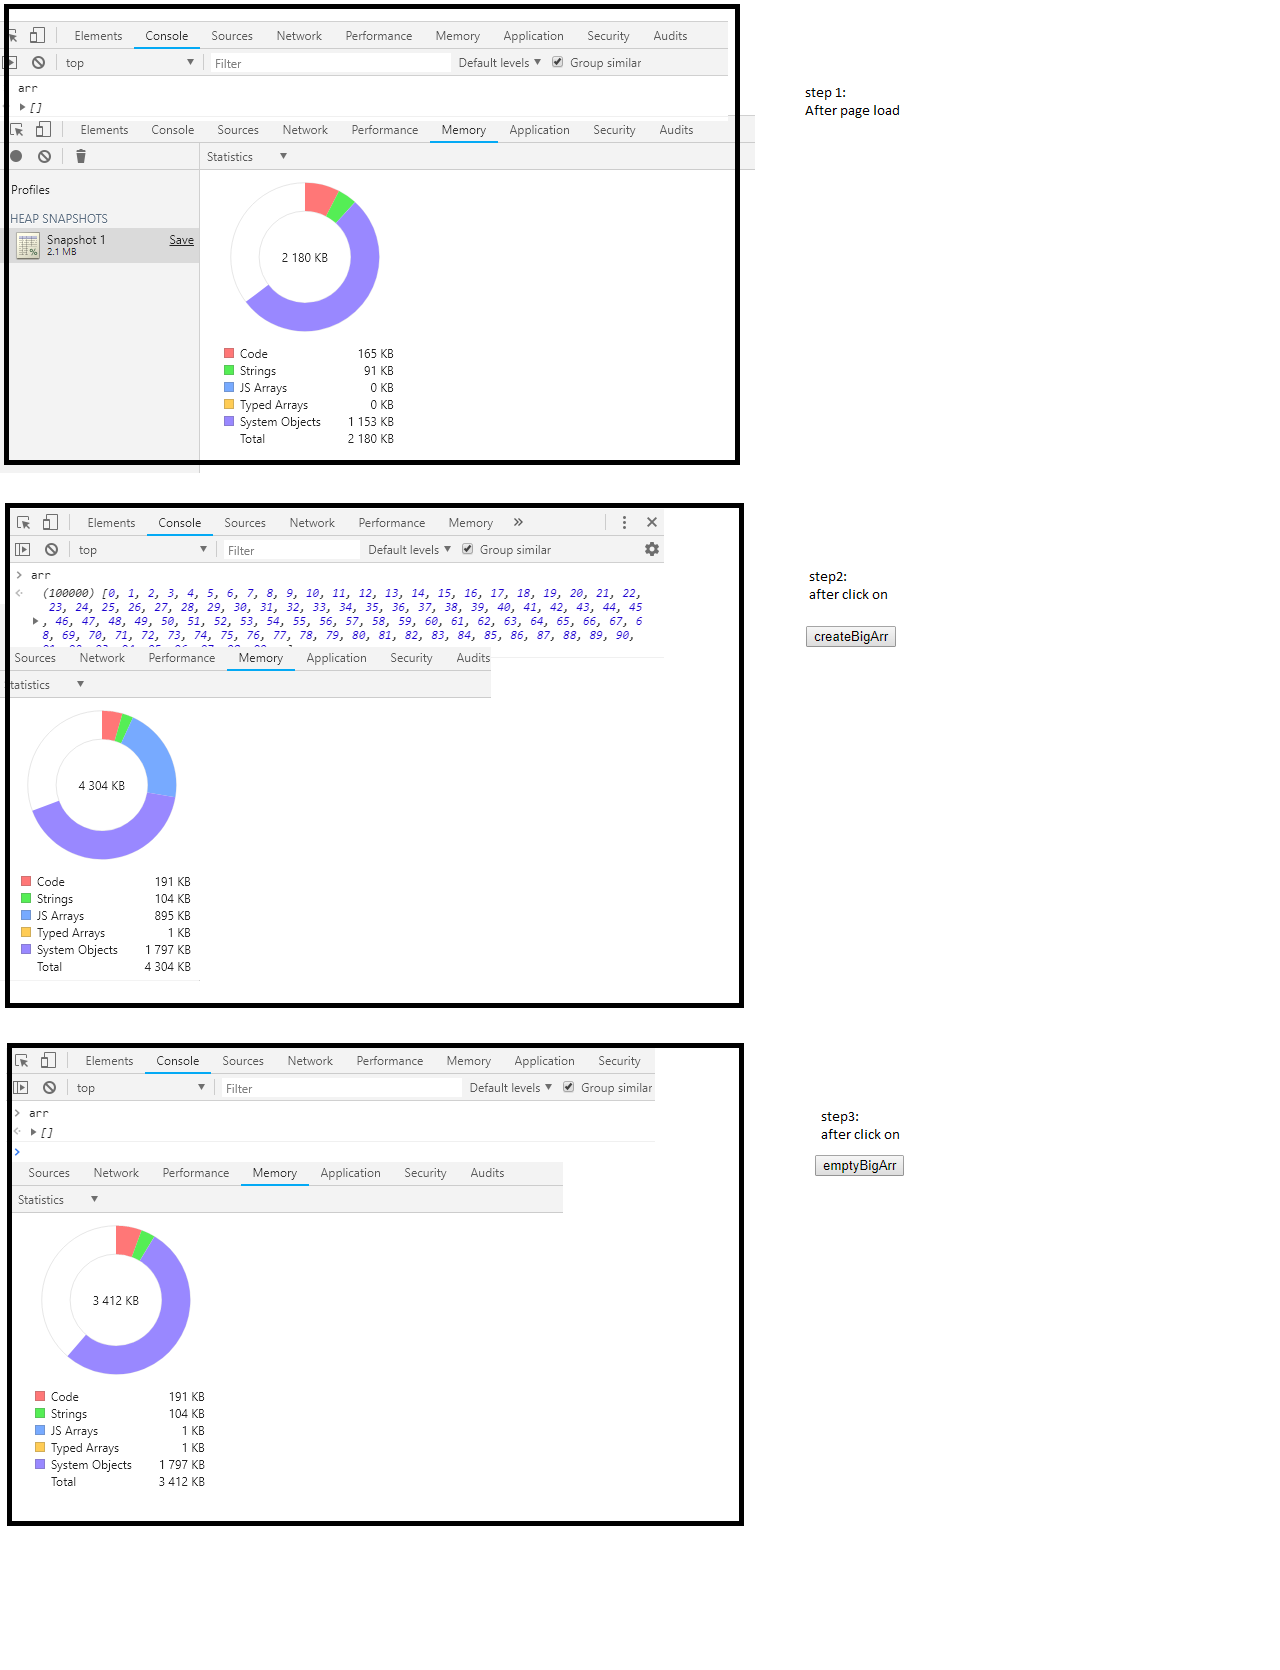 Elements Console Sources Network Performance Memory Application Security Audits
top Filter Default levels Group similar
arr
[]
step 1:
After page load
Elements Console Sources Network Performance Memory Application Security Audits
Statistics
Profiles
HEAP SNAPSHOTS
Snapshot 1 Save
2.1 MB
%
2 180 KB
Code 165 KB
Strings 91 KB
JS Arrays 0 KB
Typed Arrays 0 KB
System Objects 1 153 KB
Total 2 180 KB
Elements Console Sources Network Performance Memory »
top Filter Default levels Group similar
arr
(100000) [0, 1, 2, 3, 4, 5, 6, 7, 8, 9, 10, 11, 12, 13, 14, 15, 16, 17, 18, 19, 20, 21, 22,
23, 24, 25, 26, 27, 28, 29, 30, 31, 32, 33, 34, 35, 36, 37, 38, 39, 40, 41, 42, 43, 44, 45
, 46, 47, 48, 49, 50, 51, 52, 53, 54, 55, 56, 57, 58, 59, 60, 61, 62, 63, 64, 65, 66, 67, 6
8, 69, 70, 71, 72, 73, 74, 75, 76, 77, 78, 79, 80, 81, 82, 83, 84, 85, 86, 87, 88, 89, 90,
step2:
after click on
createBigArr
Sources Network Performance Memory Application Security Audits
tatistics
4 304 KB
Code 191 KB
Strings 104 KB
JS Arrays 895 KB
Typed Arrays 1 KB
System Objects 1 797 KB
Total 4 304 KB
Elements Console Sources Network Performance Memory Application Security
top Filter Default levels Group similar
arr
[]
step3:
after click on
emptyBigArr
Sources Network Performance Memory Application Security Audits
Statistics
3 412 KB
Code 191 KB
Strings 104 KB
JS Arrays 1 KB
Typed Arrays 1 KB
System Objects 1 797 KB
Total 3 412 KB